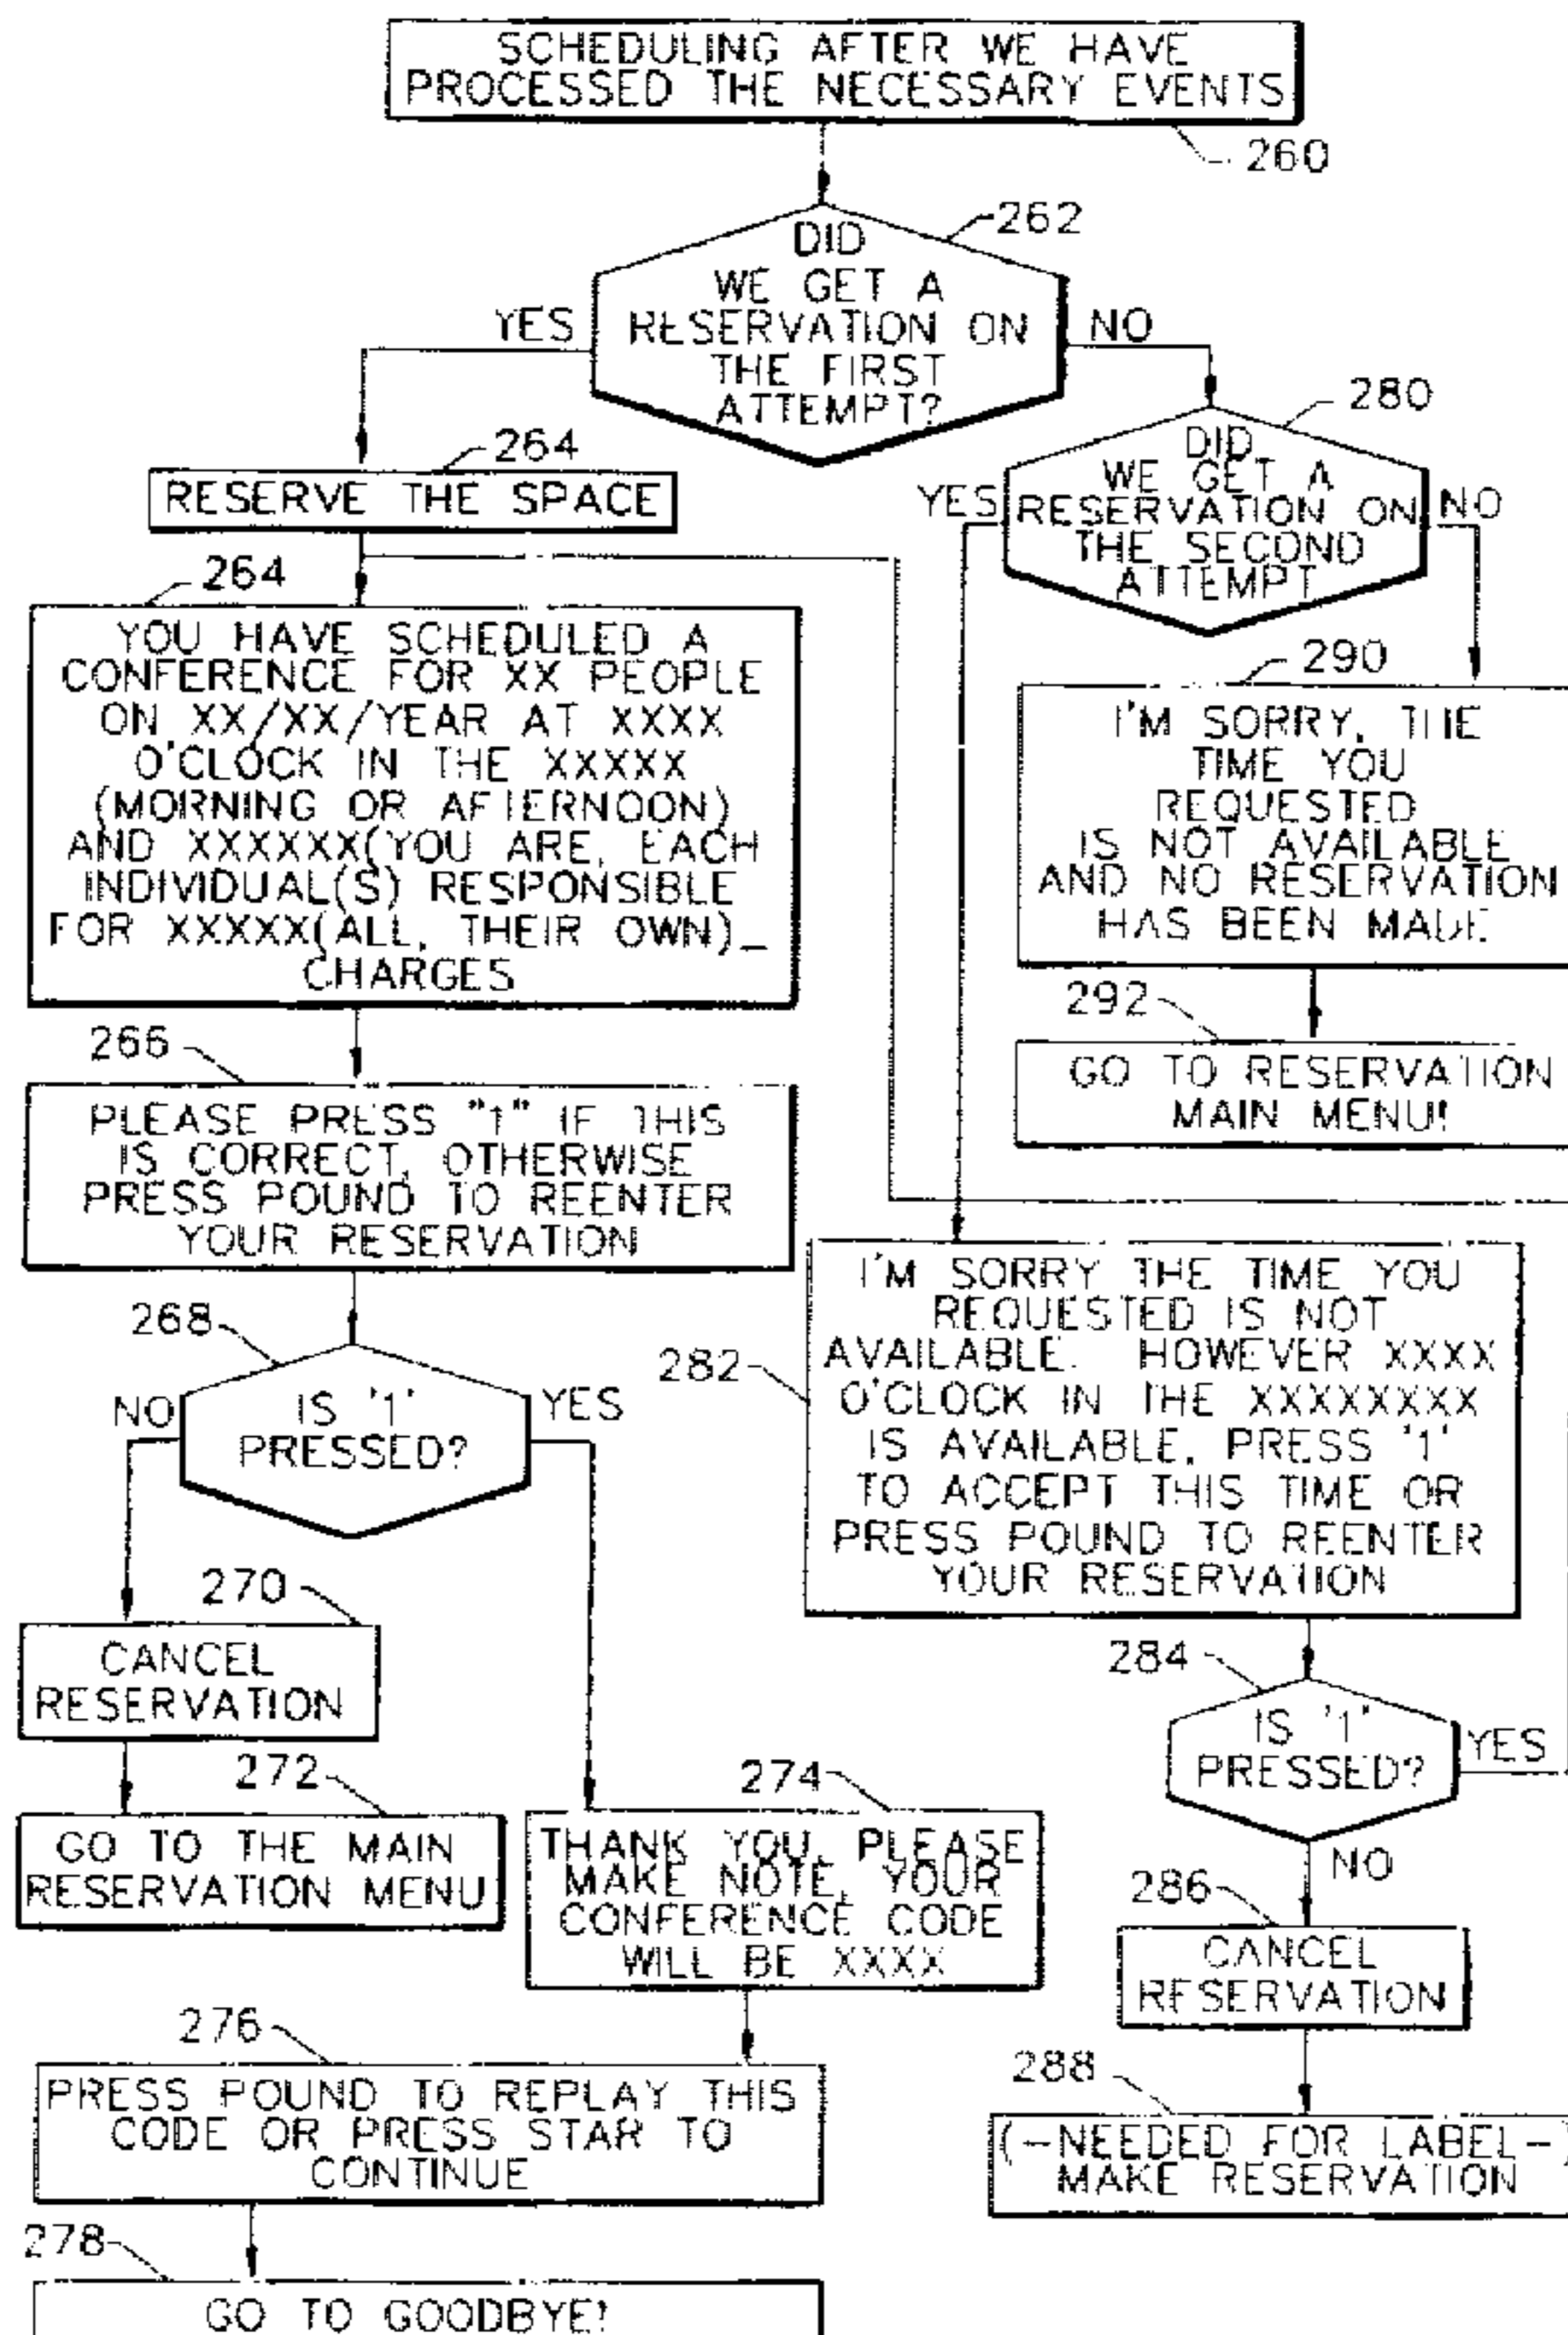 SCHEDULING AFTER WE HAVE
PROCESSED THE NECESSARY EVENTS
260
262
DID
WE GET A
RESERVATION ON
THE FIRST
ATTEMPT?
YES
NO
264
RESERVE THE SPACE
280
DID
WE GET A
RESERVATION ON
THE SECOND
ATTEMPT
YES
NO
264
YOU HAVE SCHEDULED A
CONFERENCE FOR XX PEOPLE
ON XX/XX/YEAR AT XXXX
O'CLOCK IN THE XXXXX
(MORNING OR AFTERNOON)
AND XXXXXX(YOU ARE, EACH
INDIVIDUAL(S) RESPONSIBLE
FOR XXXXX(ALL, THEIR OWN)_
CHARGES
290
I'M SORRY, THE
TIME YOU
REQUESTED
IS NOT AVAILABLE
AND NO RESERVATION
HAS BEEN MADE
292
GO TO RESERVATION
MAIN MENU!
266
PLEASE PRESS "1" IF THIS
IS CORRECT, OTHERWISE
PRESS POUND TO REENTER
YOUR RESERVATION
268
IS '1'
PRESSED?
NO
YES
282
I'M SORRY THE TIME YOU
REQUESTED IS NOT
AVAILABLE. HOWEVER XXXX
O'CLOCK IN THE XXXXXXXX
IS AVAILABLE, PRESS '1'
TO ACCEPT THIS TIME OR
PRESS POUND TO REENTER
YOUR RESERVATION
270
CANCEL
RESERVATION
272
GO TO THE MAIN
RESERVATION MENU
274
THANK YOU, PLEASE
MAKE NOTE, YOUR
CONFERENCE CODE
WILL BE XXXX
284
IS '1'
PRESSED?
YES
NO
286
CANCEL
RESERVATION
276
PRESS POUND TO REPLAY THIS
CODE OR PRESS STAR TO
CONTINUE
288
(-NEEDED FOR LABEL-)
MAKE RESERVATION
278
GO TO GOODBYE!